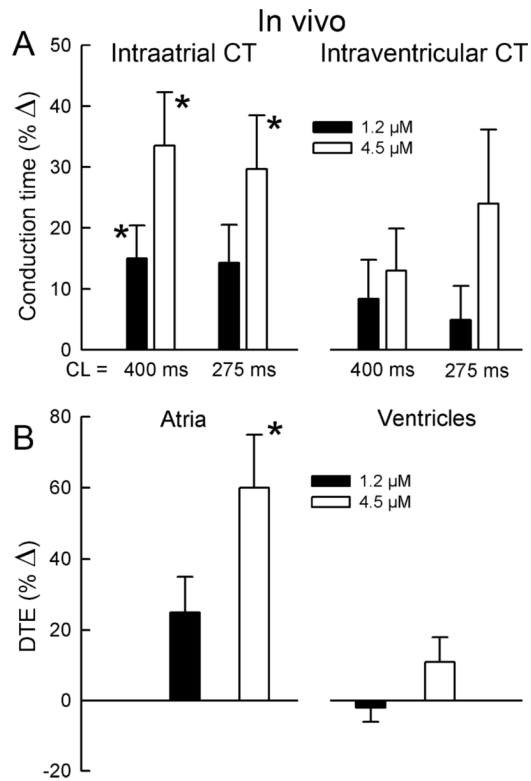 In vivo
A
Intraatrial CT
Intraventricular CT
Conduction time (% Δ)
50
40
30
20
10
0
1.2 µM
4.5 µM
*
*
*
CL = 400 ms 275 ms 400 ms 275 ms
B
Atria
Ventricles
DTE (% Δ)
80
60
40
20
0
-20
1.2 µM
4.5 µM
*